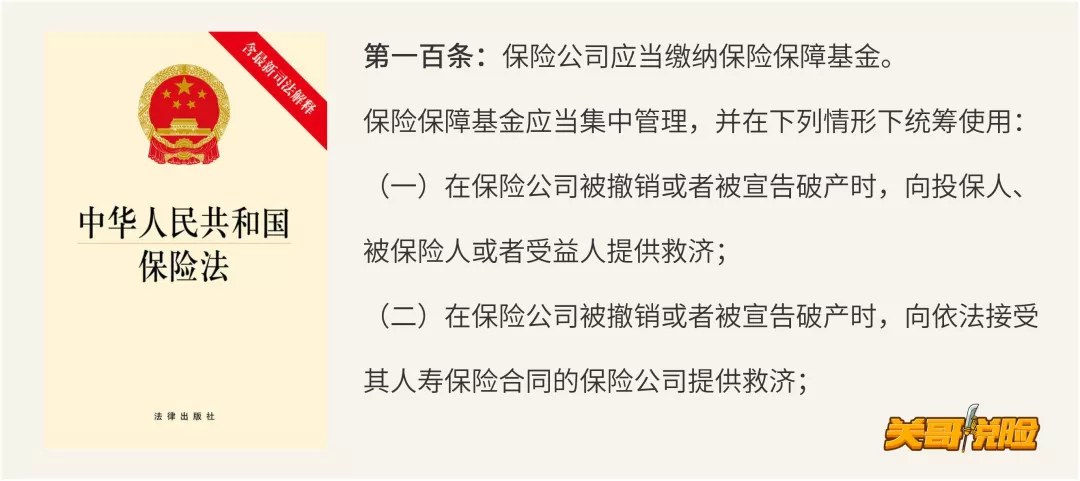 含最新司法解释
中华人民共和国
保险法
法律出版社
第一百条：保险公司应当缴纳保险保障基金。
保险保障基金应当集中管理，并在下列情形下统筹使用：
（一）在保险公司被撤销或者被宣告破产时，向投保人、
被保险人或者受益人提供救济；
（二）在保险公司被撤销或者被宣告破产时，向依法接受
其人寿保险合同的保险公司提供救济；
关哥说险